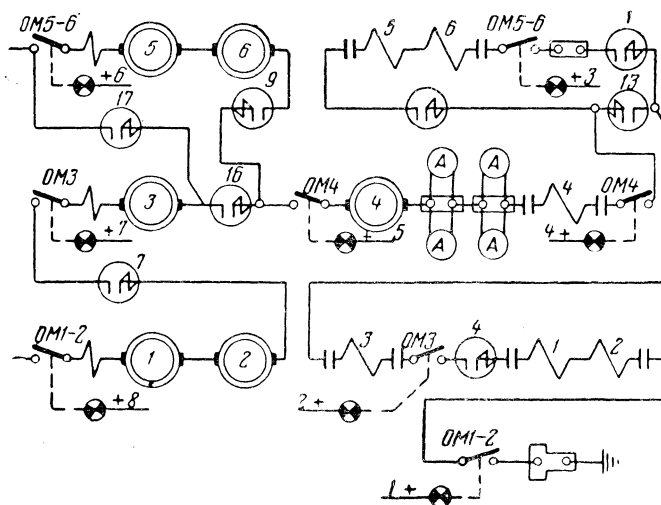 ОМ5-6 5 6 5 6 ОМ5-6 1
+6 9 +3 13
17
ОМ3 3 16 ОМ4 4 А А 4 ОМ4
+7 +5 А А 4+
7
ОМ1-2 1 2 3 ОМ3 4 1 2
+8 2+
ОМ1-2
1+